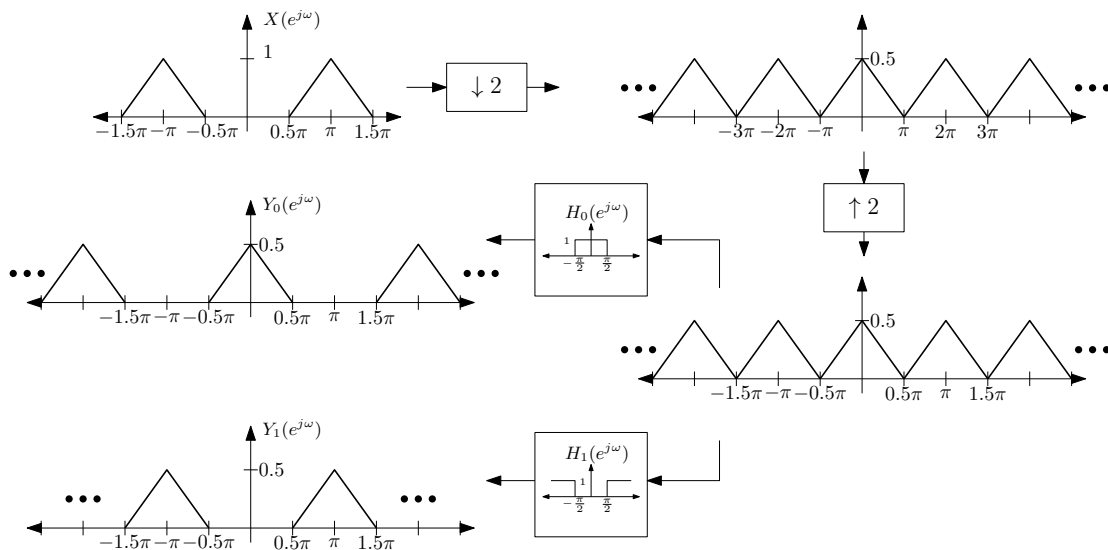 X(e^{jω})
1
−1.5π −π −0.5π 0.5π π 1.5π
↓ 2
0.5
−3π −2π −π π 2π 3π
↑ 2
Y_0(e^{jω})
0.5
−1.5π −π −0.5π 0.5π π 1.5π
H_0(e^{jω})
1
−π/2 π/2
0.5
−1.5π −π −0.5π 0.5π π 1.5π
Y_1(e^{jω})
0.5
−1.5π −π −0.5π 0.5π π 1.5π
H_1(e^{jω})
1
−π/2 π/2